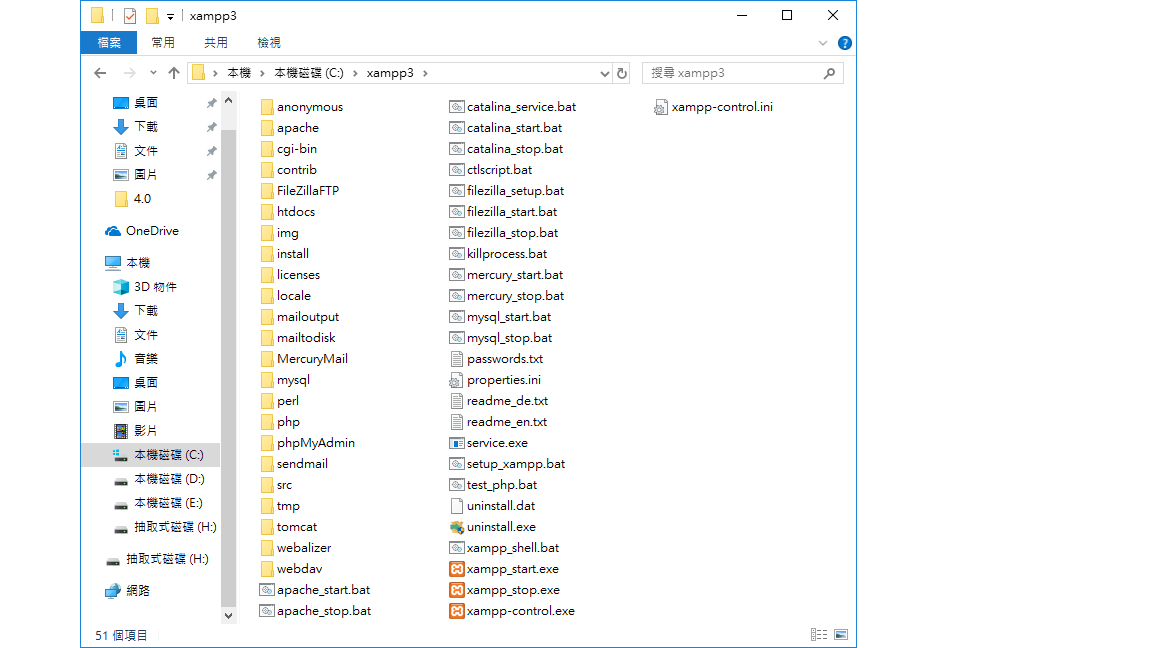 xampp3
檔案 常用 共用 檢視
本機 本機磁碟 (C:) xampp3 搜尋 xampp3
桌面
下載
文件
圖片
4.0
OneDrive
本機
3D 物件
下載
文件
音樂
桌面
圖片
影片
本機磁碟 (C:)
本機磁碟 (D:)
本機磁碟 (E:)
抽取式磁碟 (H:)
抽取式磁碟 (H:)
網路
anonymous
apache
cgi-bin
contrib
FileZillaFTP
htdocs
img
install
licenses
locale
mailoutput
mailtodisk
MercuryMail
mysql
perl
php
phpMyAdmin
sendmail
src
tmp
tomcat
webalizer
webdav
apache_start.bat
apache_stop.bat
catalina_service.bat
catalina_start.bat
catalina_stop.bat
ctlscript.bat
filezilla_setup.bat
filezilla_start.bat
filezilla_stop.bat
killprocess.bat
mercury_start.bat
mercury_stop.bat
mysql_start.bat
mysql_stop.bat
passwords.txt
properties.ini
readme_de.txt
readme_en.txt
service.exe
setup_xampp.bat
test_php.bat
uninstall.dat
uninstall.exe
xampp_shell.bat
xampp_start.exe
xampp_stop.exe
xampp-control.exe
xampp-control.ini
51 個項目